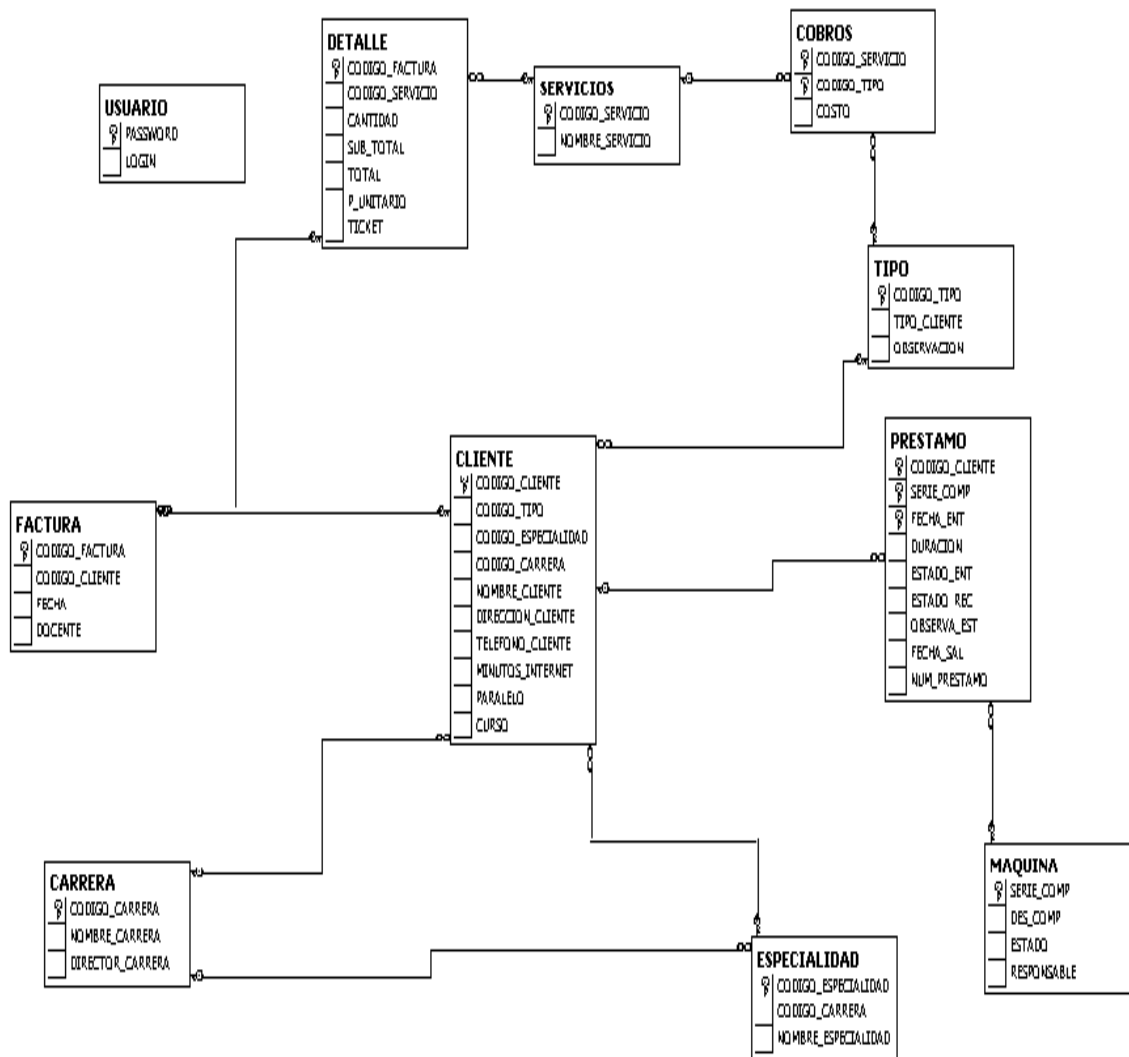 DETALLE
CODIGO_FACTURA
CODIGO_SERVICIO
CANTIDAD
SUB_TOTAL
TOTAL
P_UNITARIO
TICKET
COBROS
CODIGO_SERVICIO
CODIGO_TIPO
COSTO
SERVICIOS
CODIGO_SERVICIO
NOMBRE_SERVICIO
USUARIO
PASSWORD
LOGIN
TIPO
CODIGO_TIPO
TIPO_CLIENTE
OBSERVACION
CLIENTE
CODIGO_CLIENTE
CODIGO_TIPO
CODIGO_ESPECIALIDAD
CODIGO_CARRERA
NOMBRE_CLIENTE
DIRECCION_CLIENTE
TELEFONO_CLIENTE
MINUTOS_INTERNET
PARALELO
CURSO
PRESTAMO
CODIGO_CLIENTE
SERIE_COMP
FECHA_ENT
DURACION
ESTADO_ENT
ESTADO_REC
OBSERVA_EST
FECHA_SAL
NUM_PRESTAMO
FACTURA
CODIGO_FACTURA
CODIGO_CLIENTE
FECHA
DOCENTE
CARRERA
CODIGO_CARRERA
NOMBRE_CARRERA
DIRECTOR_CARRERA
MAQUINA
SERIE_COMP
DES_COMP
ESTADO
RESPONSABLE
ESPECIALIDAD
CODIGO_ESPECIALIDAD
CODIGO_CARRERA
NOMBRE_ESPECIALIDAD